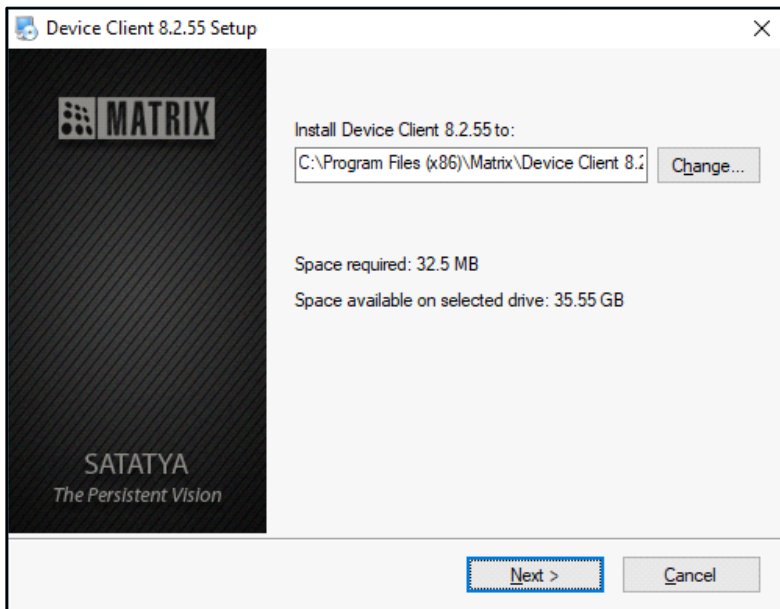 Device Client 8.2.55 Setup
MATRIX
Install Device Client 8.2.55 to:
C:\Program Files (x86)\Matrix\Device Client 8.2
Change...
Space required: 32.5 MB
Space available on selected drive: 35.55 GB
SATATYA
The Persistent Vision
Next >
Cancel